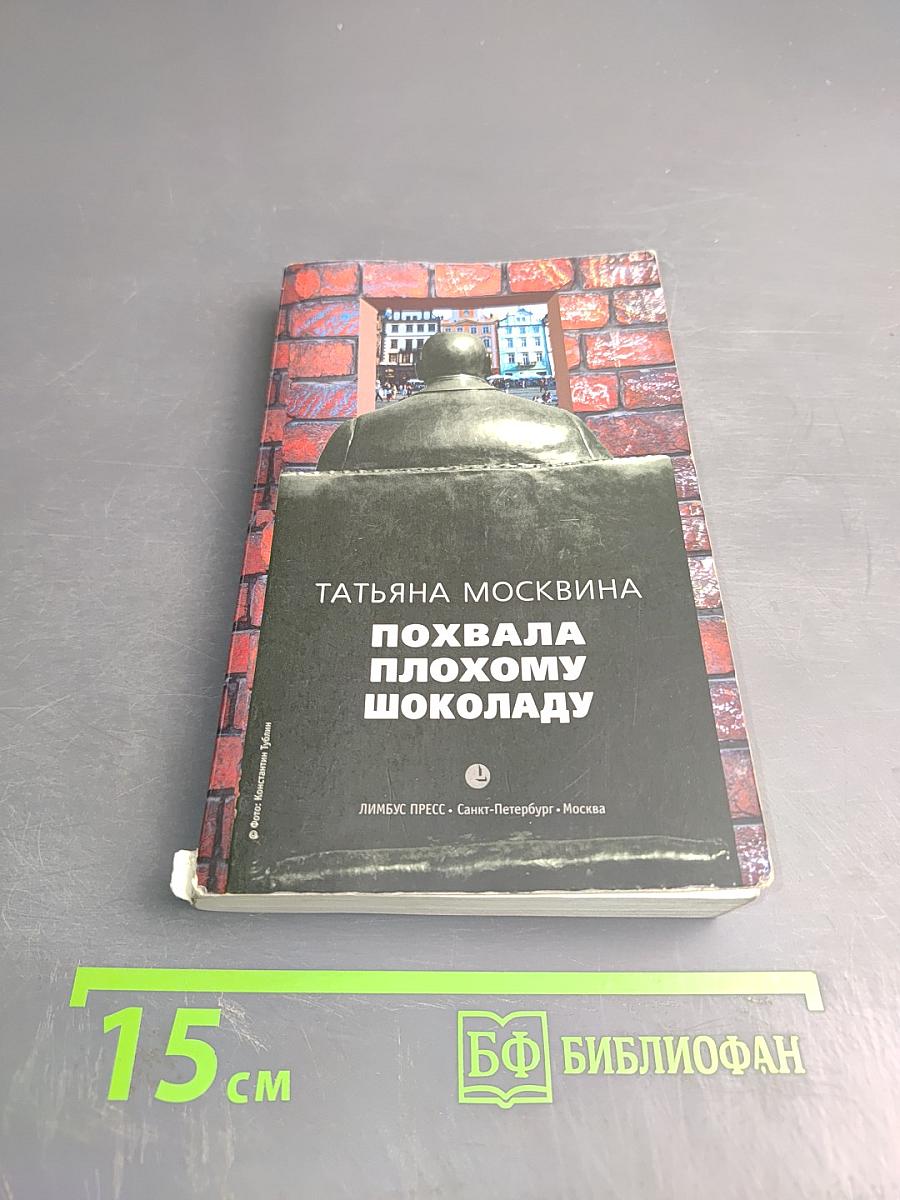 ТАТЬЯНА МОСКВИНА
ПОХВАЛА
ПЛОХОМУ
ШОКОЛАДУ
ЛИМБУС ПРЕСС • Санкт-Петербург • Москва
© Фото: Константин Тублин
15 см
БФ БИБЛИОФАН